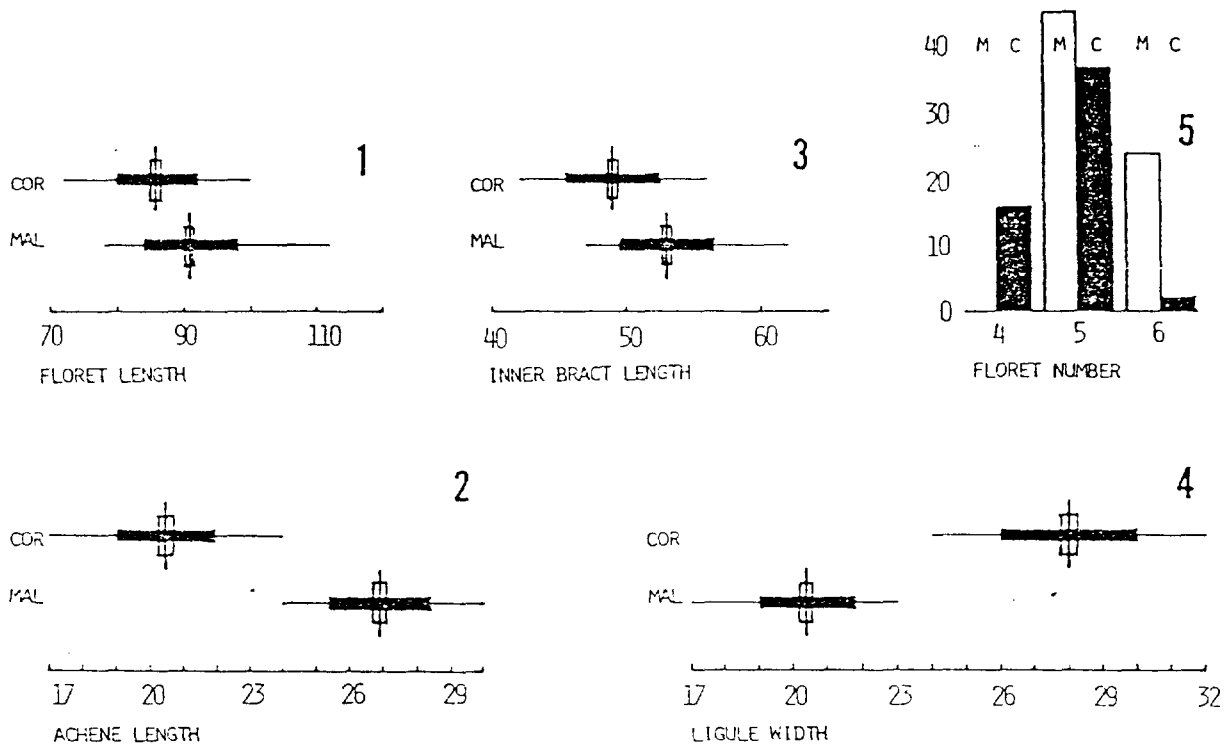 1
COR
MAL
70 90 110
FLORET LENGTH
3
COR
MAL
40 50 60
INNER BRACT LENGTH
40 M C M C M C
30
20
10
0
5
4 5 6
FLORET NUMBER
2
COR
MAL
17 20 23 26 29
ACHENE LENGTH
4
COR
MAL
17 20 23 26 29 32
LIGULE WIDTH